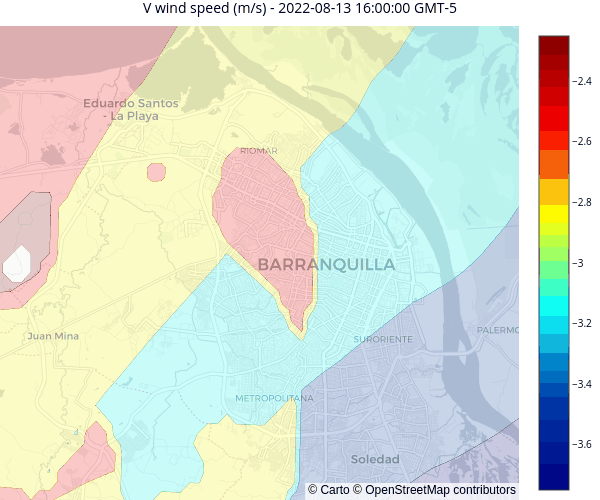 V wind speed (m/s) - 2022-08-13 16:00:00 GMT-5
Eduardo Santos
- La Playa
RIOMAR
BARRANQUILLA
Juan Mina
SURORIENTE
PALERMO
METROPOLITANA
Soledad
© Carto © OpenStreetMap contributors
−2.4
−2.6
−2.8
−3
−3.2
−3.4
−3.6